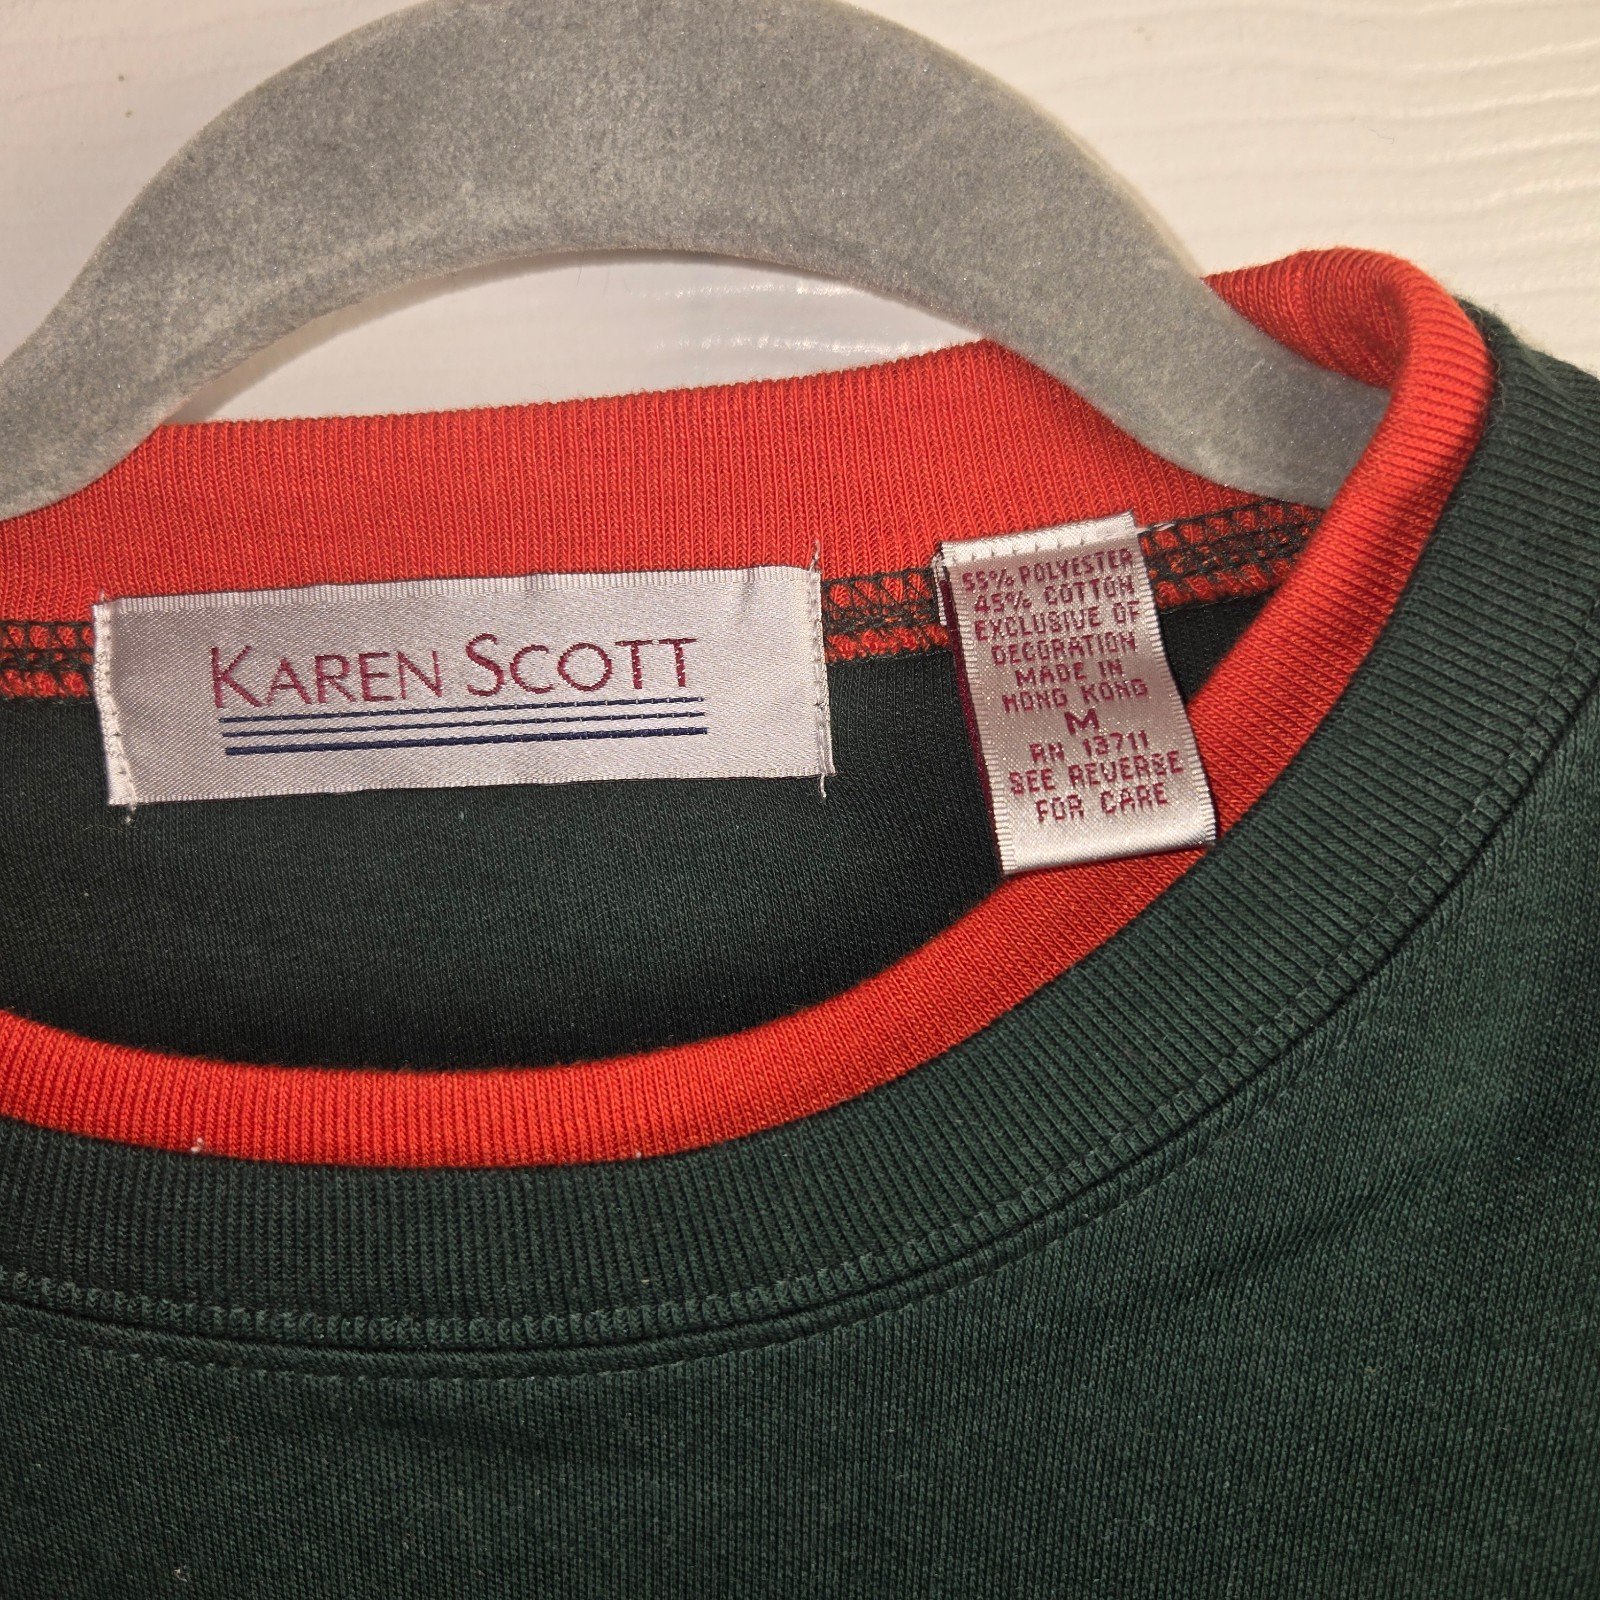 KAREN SCOTT
55% POLYESTER
45% COTTON
EXCLUSIVE OF
DECORATION
MADE IN
HONG KONG
M
RN 13711
SEE REVERSE
FOR CARE